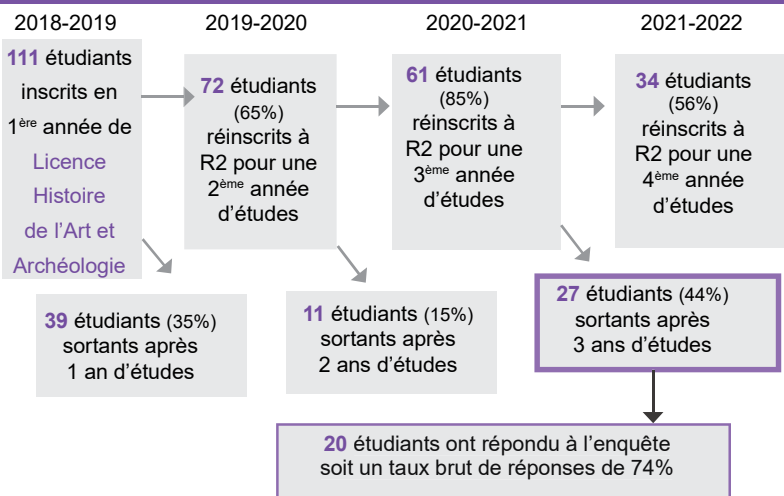 2018-2019
2019-2020
2020-2021
2021-2022
111 étudiants
inscrits en
1ère année de
Licence
Histoire
de l’Art et
Archéologie
72 étudiants
(65%)
réinscrits à
R2 pour une
2ème année
d’études
61 étudiants
(85%)
réinscrits à
R2 pour une
3ème année
d’études
34 étudiants
(56%)
réinscrits à
R2 pour une
4ème année
d’études
39 étudiants (35%)
sortants après
1 an d’études
11 étudiants (15%)
sortants après
2 ans d’études
27 étudiants (44%)
sortants après
3 ans d’études
20 étudiants ont répondu à l’enquête
soit un taux brut de réponses de 74%